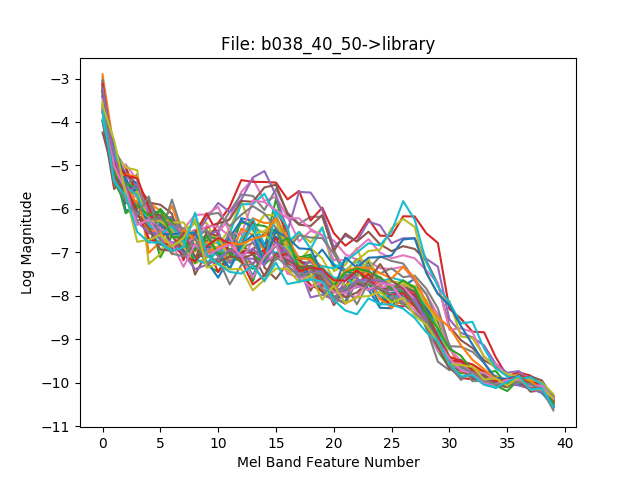 File: b038_40_50->library
Log Magnitude
−3
−4
−5
−6
−7
−8
−9
−10
−11
0 5 10 15 20 25 30 35 40
Mel Band Feature Number